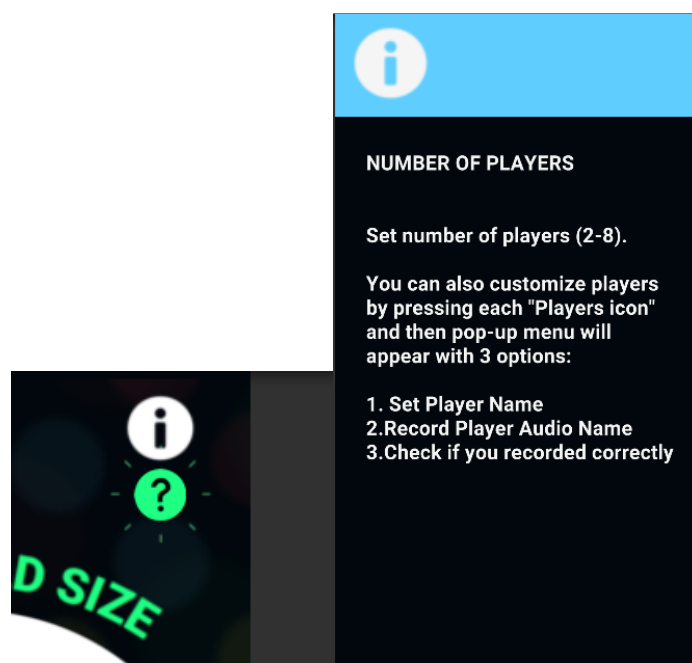 i
NUMBER OF PLAYERS
Set number of players (2-8).
You can also customize players
by pressing each "Players icon"
and then pop-up menu will
appear with 3 options:
1. Set Player Name
2.Record Player Audio Name
3.Check if you recorded correctly
i
?
D SIZE